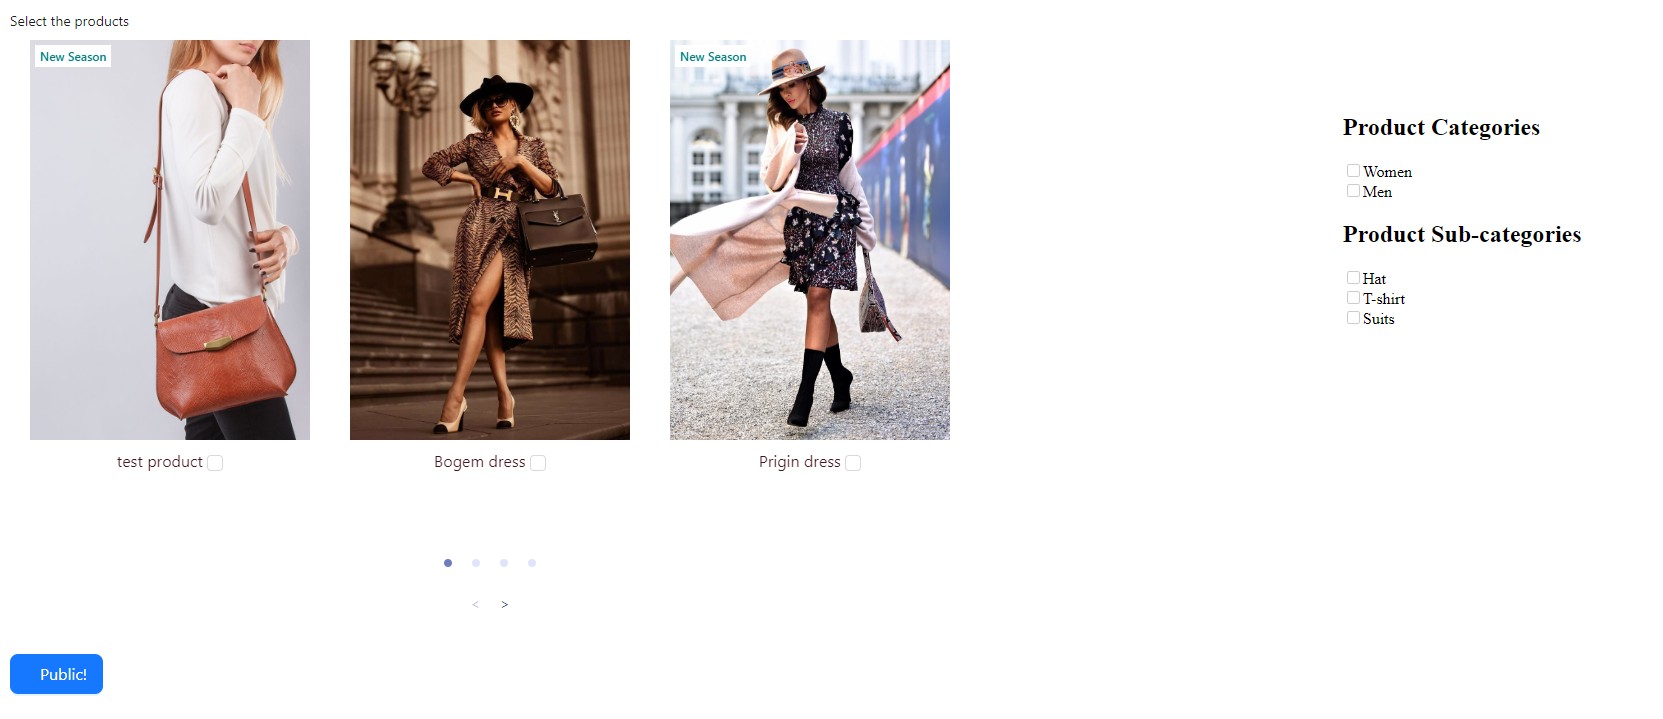 Select the products
New Season
New Season
test product
Bogem dress
Prigin dress
< >
Public!
Product Categories
Women
Men
Product Sub-categories
Hat
T-shirt
Suits